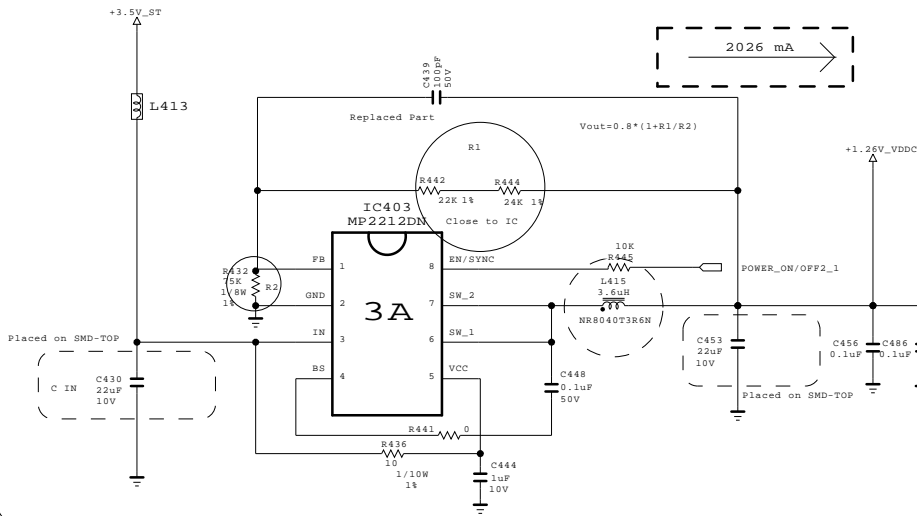 +3.5V_ST
2026 mA
C439
100pF
50V
L413
Replaced Part
Vout=0.8*(1+R1/R2)
R1
+1.26V_VDDC
R442
R444
22K 1%
24K 1%
IC403
MP2212DN
Close to IC
10K
R445
FB
1
8
EN/SYNC
POWER_ON/OFF2_1
R432
75K
1/8W
1%
R2
L415
3.6uH
NR8040T3R6N
GND
2
7
SW_2
3A
Placed on SMD-TOP
IN
3
6
SW_1
C453
22uF
10V
C456
0.1uF
C486
0.1uF
BS
4
5
VCC
C IN
C430
22uF
10V
C448
0.1uF
50V
Placed on SMD-TOP
R441
0
R436
10
1/10W
1%
C444
1uF
10V